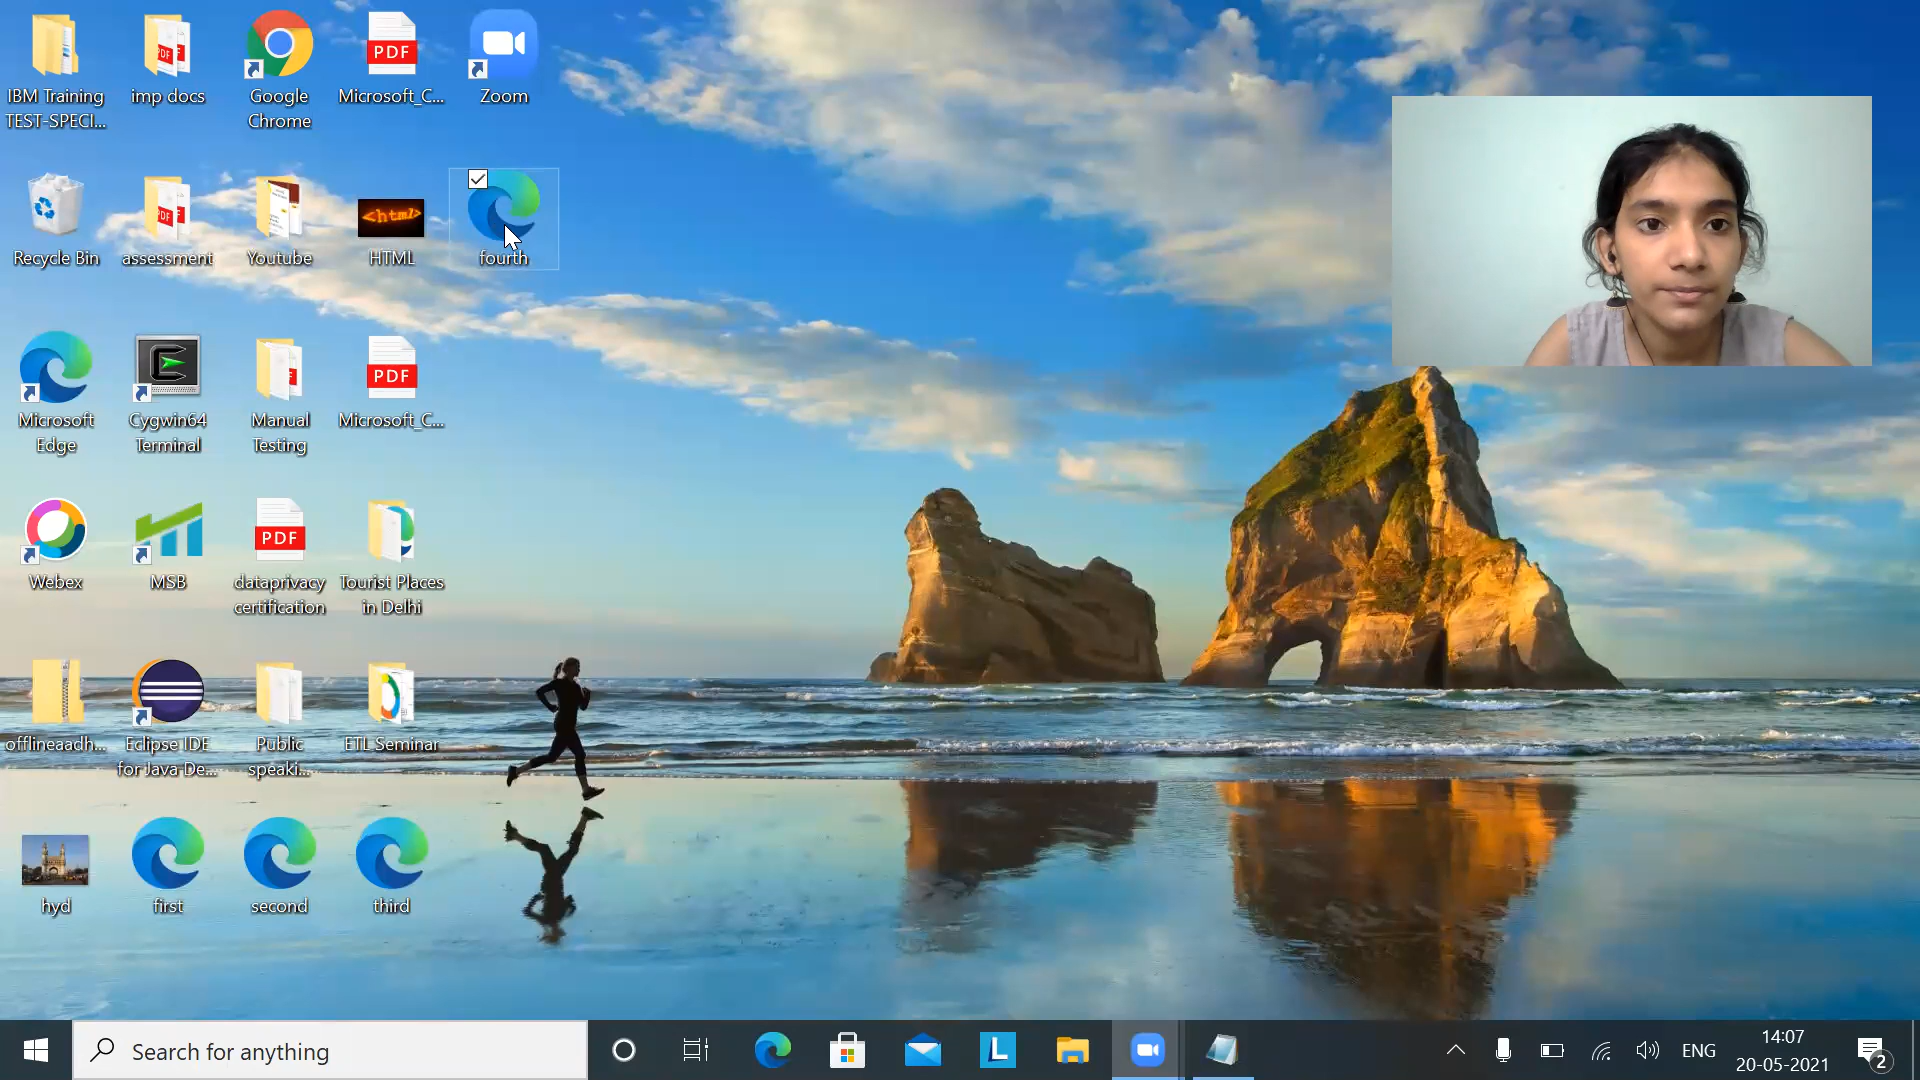 IBM Training
TEST-SPECI...
imp docs
PDF
Google
Chrome
PDF
Microsoft_C...
Zoom
Recycle Bin
PDF
assessment
Youtube
<html>
HTML
fourth
Microsoft
Edge
Cygwin64
Terminal
Manual
Testing
PDF
Microsoft_C...
Webex
MSB
PDF
dataprivacy
certification
Tourist Places
in Delhi
offlineaadh...
Eclipse IDE
for Java De...
Public
speaki...
ETL Seminar
hyd
first
second
third
Search for anything
L
ENG
14:07
20-05-2021
2